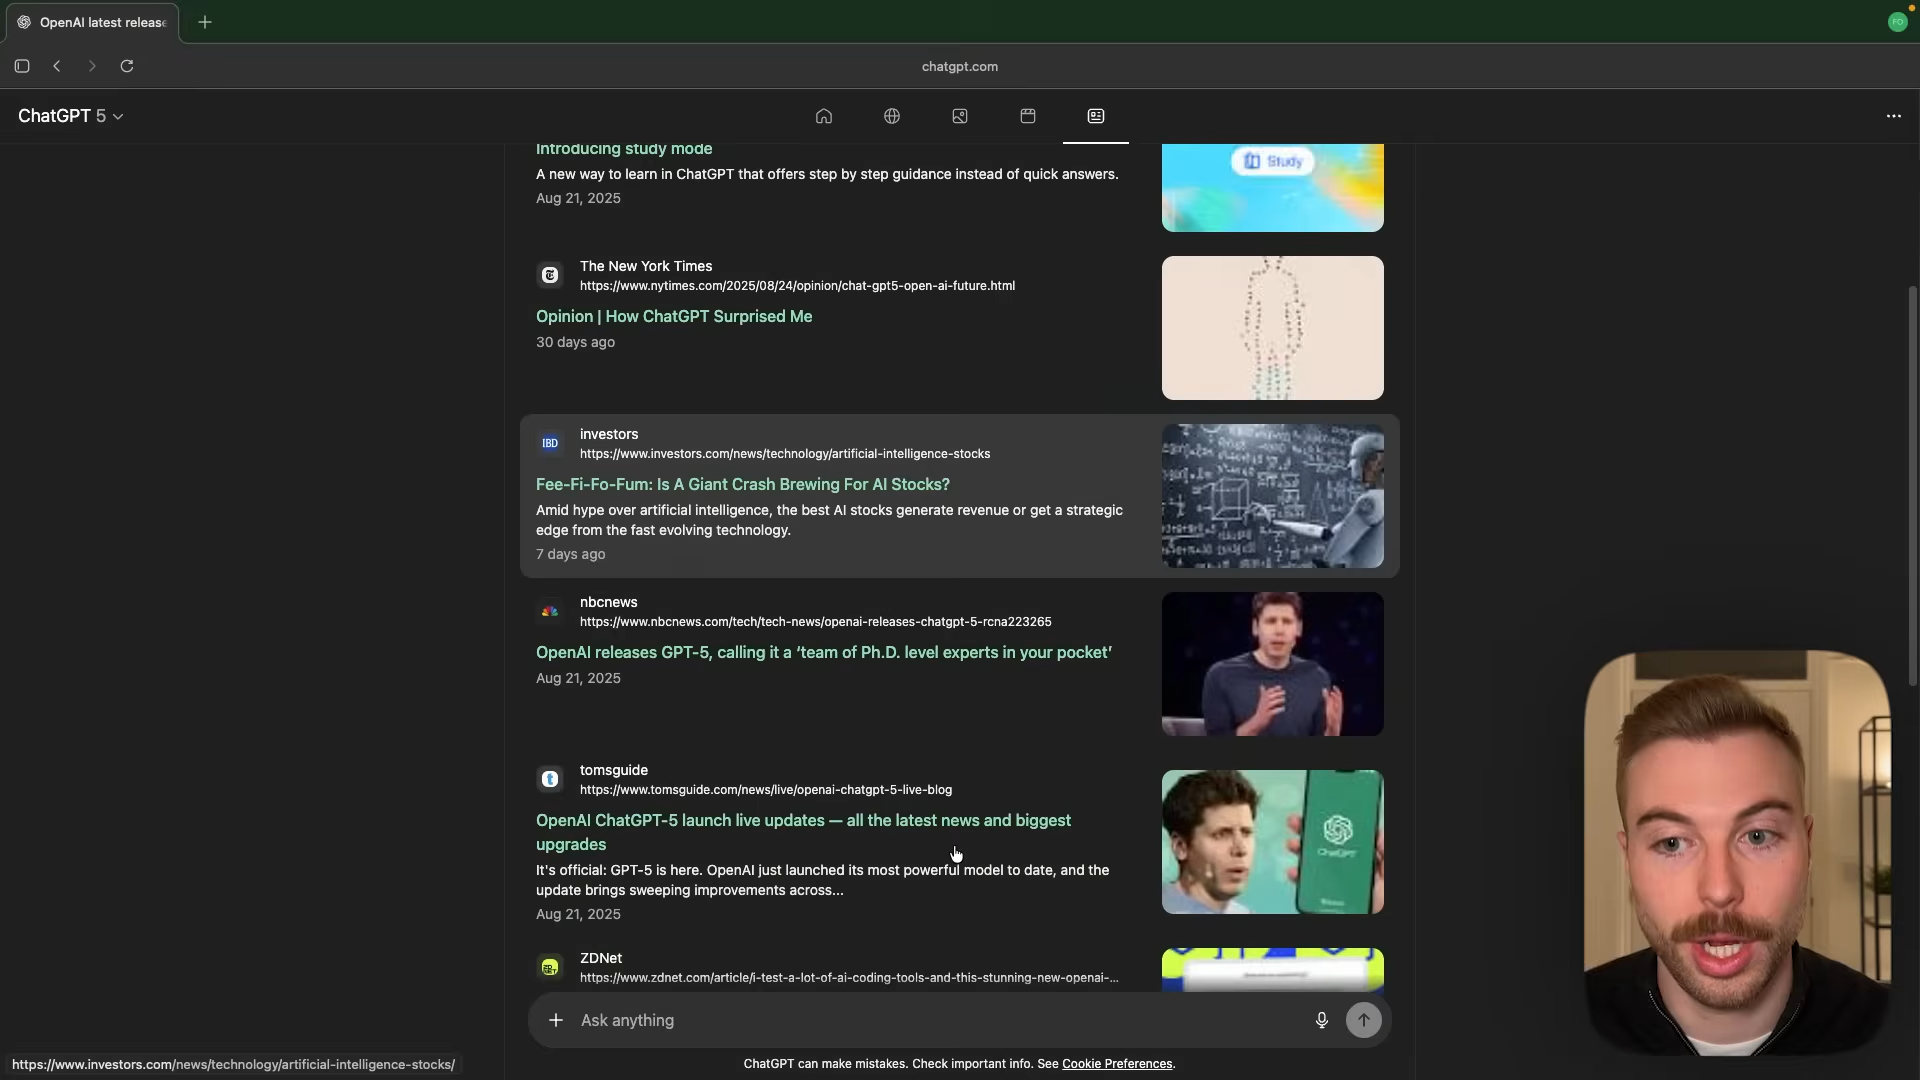 OpenAI latest release
FO
chatgpt.com
ChatGPT 5
Introducing study mode
A new way to learn in ChatGPT that offers step by step guidance instead of quick answers.
Aug 21, 2025
Study
The New York Times
https://www.nytimes.com/2025/08/24/opinion/chat-gpt5-open-ai-future.html
Opinion | How ChatGPT Surprised Me
30 days ago
IBD
investors
https://www.investors.com/news/technology/artificial-intelligence-stocks
Fee-Fi-Fo-Fum: Is A Giant Crash Brewing For AI Stocks?
Amid hype over artificial intelligence, the best AI stocks generate revenue or get a strategic
edge from the fast evolving technology.
7 days ago
nbcnews
https://www.nbcnews.com/tech/tech-news/openai-releases-chatgpt-5-rcna223265
OpenAI releases GPT-5, calling it a ‘team of Ph.D. level experts in your pocket’
Aug 21, 2025
tomsguide
https://www.tomsguide.com/news/live/openai-chatgpt-5-live-blog
OpenAI ChatGPT-5 launch live updates — all the latest news and biggest
upgrades
It's official: GPT-5 is here. OpenAI just launched its most powerful model to date, and the
update brings sweeping improvements across...
Aug 21, 2025
ChatGPT
ZDNet
https://www.zdnet.com/article/i-test-a-lot-of-ai-coding-tools-and-this-stunning-new-openai-...
Ask anything
ChatGPT can make mistakes. Check important info. See Cookie Preferences.
https://www.investors.com/news/technology/artificial-intelligence-stocks/